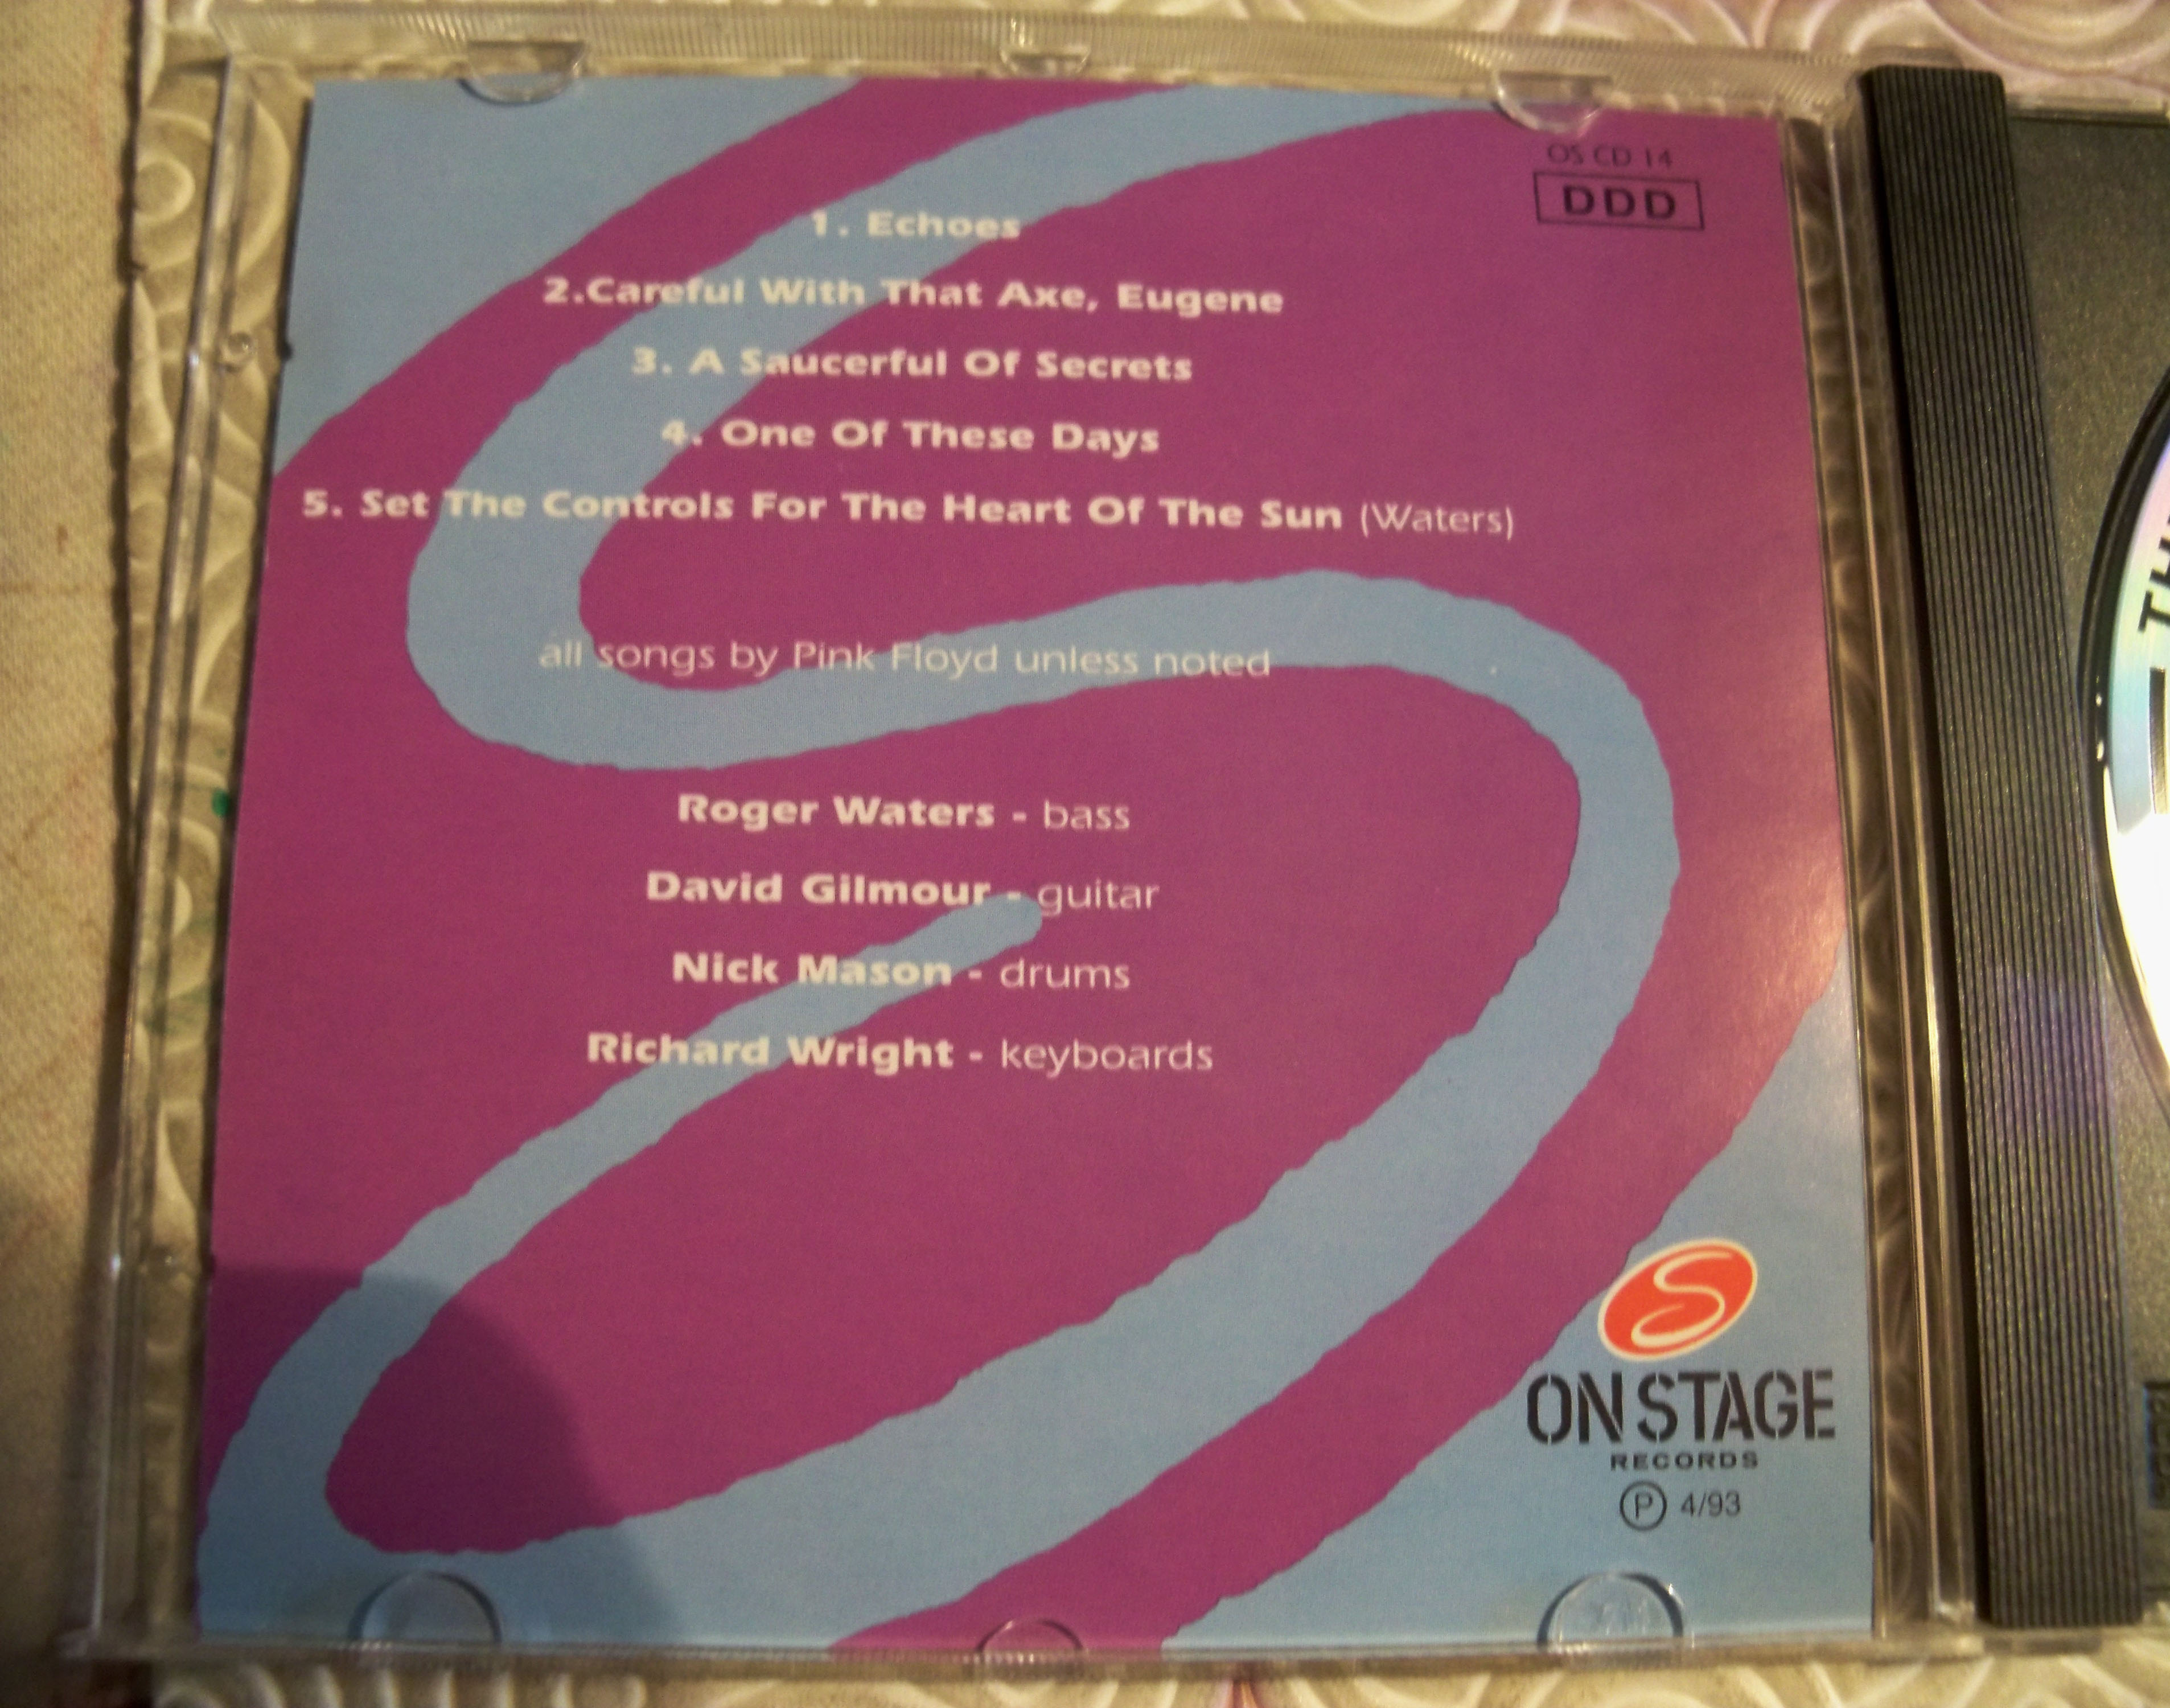 OS CD 14
DDD
1. Echoes
2.Careful With That Axe, Eugene
3. A Saucerful Of Secrets
4. One Of These Days
5. Set The Controls For The Heart Of The Sun (Waters)
all songs by Pink Floyd unless noted
Roger Waters - bass
David Gilmour - guitar
Nick Mason - drums
Richard Wright - keyboards
S
ON STAGE
RECORDS
Ⓟ 4/93